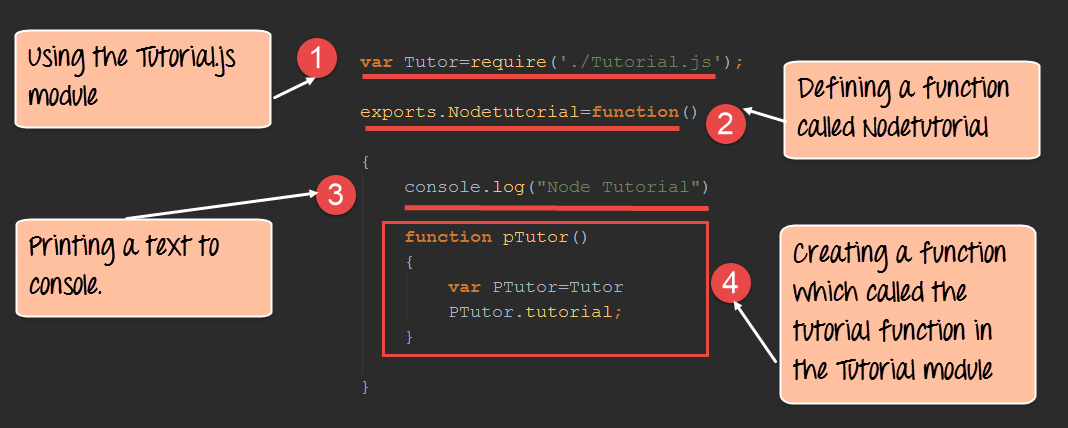 Using the Tutorial.js
module
1
var Tutor=require('./Tutorial.js');
exports.Nodetutorial=function()
2
Defining a function
called Nodetutorial
{
3
console.log("Node Tutorial")
Printing a text to
console.
function pTutor()
{
var PTutor=Tutor
PTutor.tutorial;
}
4
Creating a function
which called the
tutorial function in
the Tutorial module
}